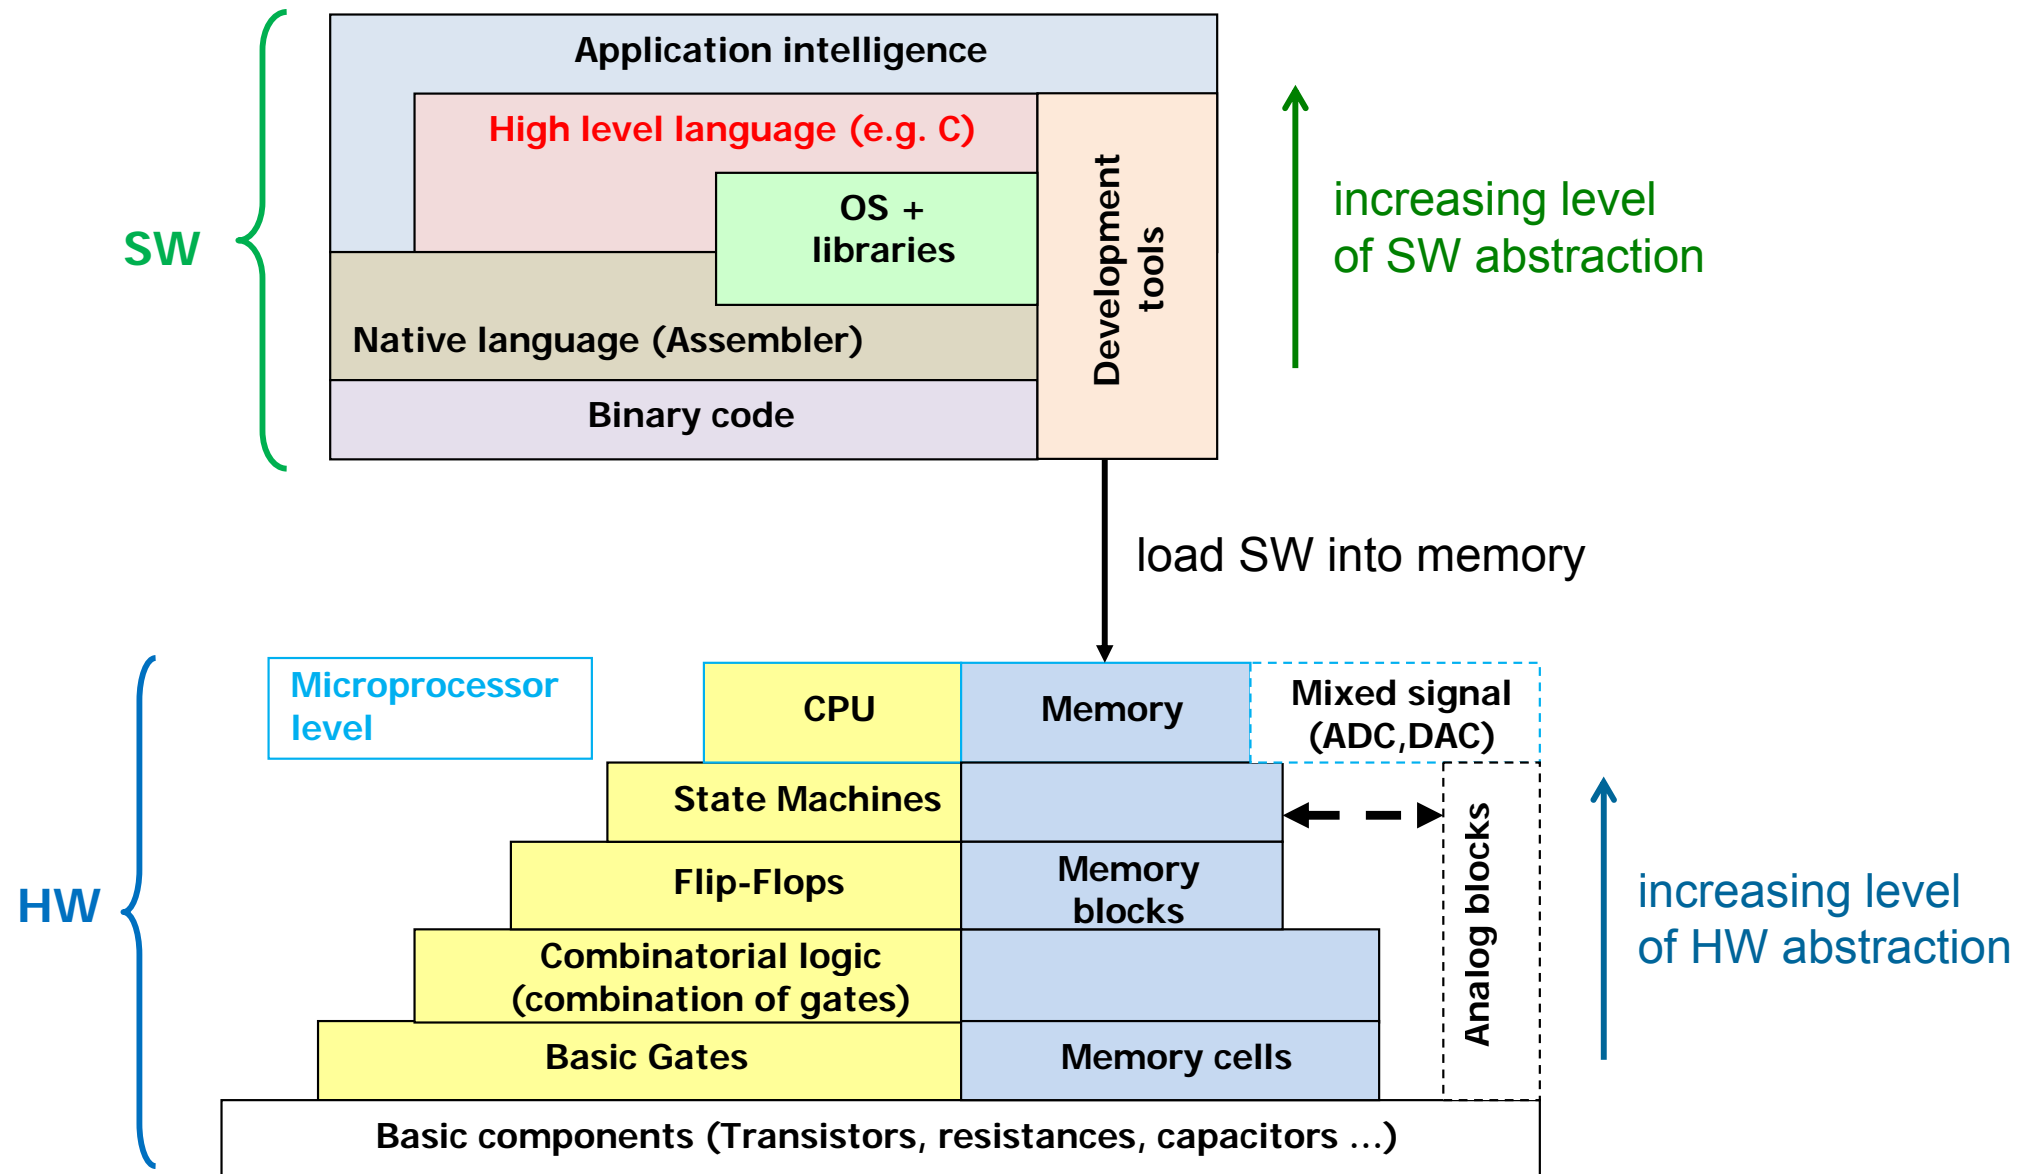 Application intelligence
High level language (e.g. C)
OS +
libraries
Development
tools
SW
increasing level
of SW abstraction
Native language (Assembler)
Binary code
load SW into memory
Microprocessor
level
CPU
Memory
Mixed signal
(ADC,DAC)
State Machines
Flip-Flops
Memory
blocks
Analog blocks
HW
increasing level
of HW abstraction
Combinatorial logic
(combination of gates)
Basic Gates
Memory cells
Basic components (Transistors, resistances, capacitors ...)